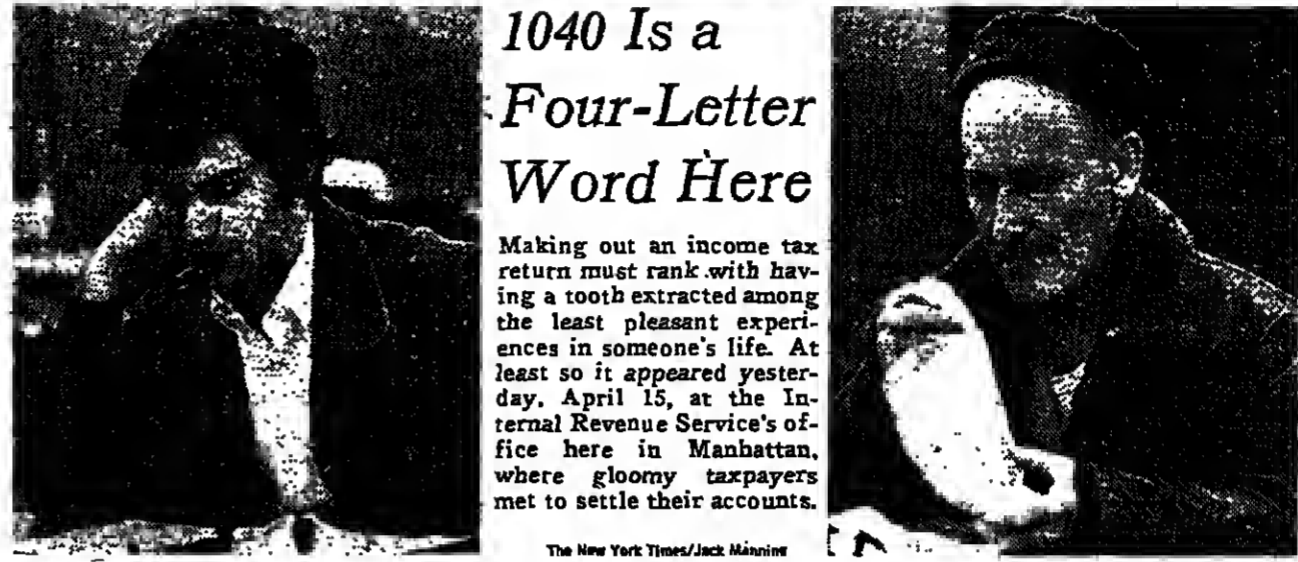 1040 Is a
Four-Letter
Word Here
Making out an income tax
return must rank with hav-
ing a tooth extracted among
the least pleasant experi-
ences in someone's life. At
least so it appeared yester-
day, April 15, at the In-
ternal Revenue Service's of-
fice here in Manhattan,
where gloomy taxpayers
met to settle their accounts.
The New York Times/Jack Manning